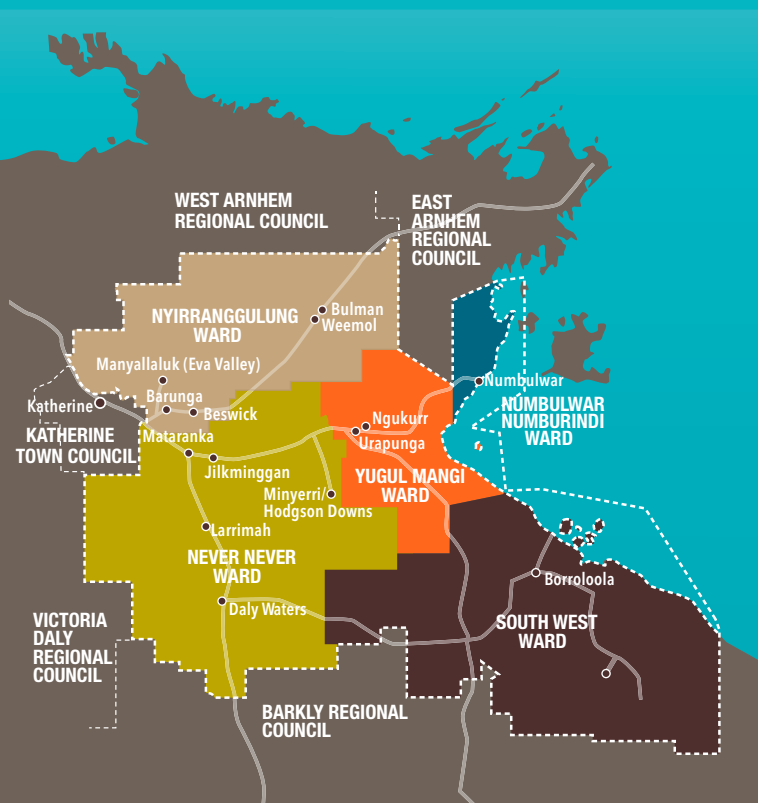 WEST ARNHEM
REGIONAL COUNCIL
EAST
ARNHEM
REGIONAL
COUNCIL
NYIRRANGGULUNG
WARD
Bulman
Weemol
Manyallaluk (Eva Valley)
Barunga
Beswick
Katherine
KATHERINE
TOWN COUNCIL
Mataranka
Jilkminggan
Numbulwar
NUMBULWAR
NUMBURINDI
WARD
Ngukurr
Urapunga
YUGUL MANGI
WARD
Minyerri/
Hodgson Downs
Larrimah
NEVER NEVER
WARD
Daly Waters
Borroloola
SOUTH WEST
WARD
VICTORIA
DALY
REGIONAL
COUNCIL
BARKLY REGIONAL
COUNCIL